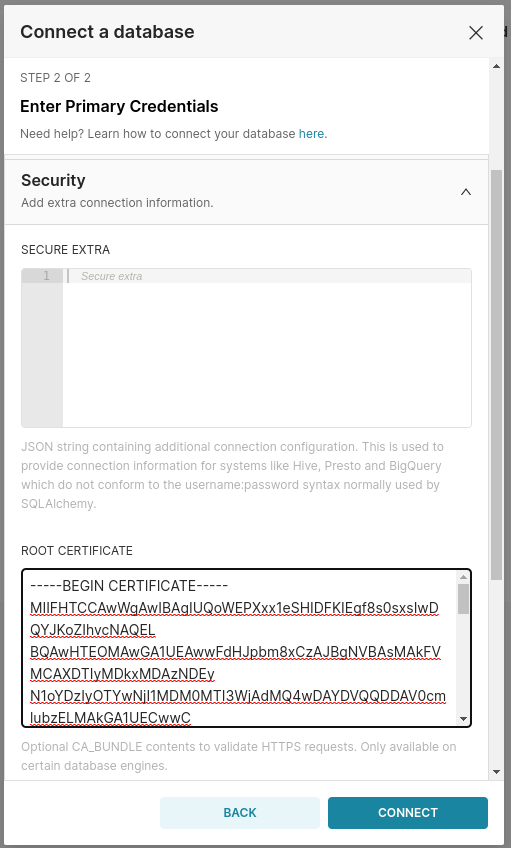 Connect a database
STEP 2 OF 2
Enter Primary Credentials
Need help? Learn how to connect your database here.
Security
Add extra connection information.
SECURE EXTRA
1 Secure extra
JSON string containing additional connection configuration. This is used to
provide connection information for systems like Hive, Presto and BigQuery
which do not conform to the username:password syntax normally used by
SQLAlchemy.
ROOT CERTIFICATE
-----BEGIN CERTIFICATE-----
MIIFHTCCAwWgAwIBAgIUQoWEPXxx1eSHIDFKIEgf8s0sxsIwD
QYJKoZIhvcNAQEL
BQAwHTEOMAwGA1UEAwwFdHJpbm8xCzAJBgNVBAsMAkFV
MCAXDTIyMDkxMDAzNDEy
N1oYDzIyOTYwNjI1MDM0MTI3WjAdMQ4wDAYDVQQDDAV0cm
lubzELMAkGA1UECwwC
Optional CA_BUNDLE contents to validate HTTPS requests. Only available on
certain database engines.
BACK
CONNECT